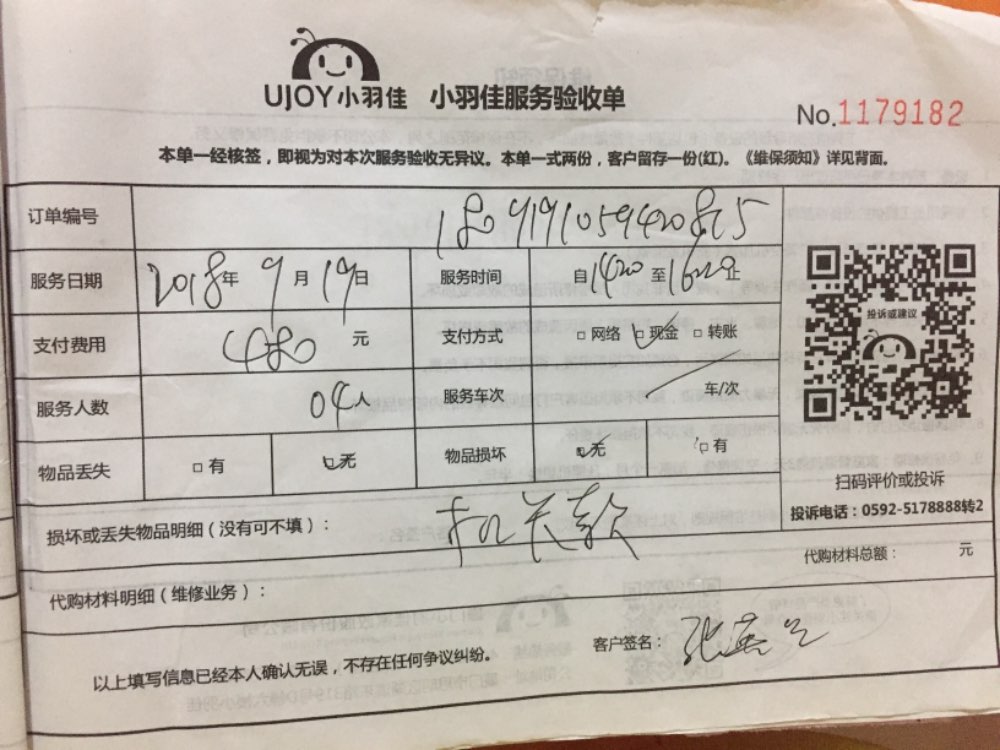 UJOY小羽佳 小羽佳服务验收单
No.1179182
本单一经核签，即视为对本次服务验收无异议。本单一式两份，客户留存一份(红)。《维保须知》详见背面。
订单编号
服务日期 2018年 9月 19日 服务时间 自1420至1620止
支付费用 480 元 支付方式 □ 网络 □ 现金 □ 转账
服务人数 04人 服务车次 车/次
物品丢失 □ 有 □ 无 物品损坏 □ 无 □ 有
投诉或建议
扫码评价或投诉
投诉电话：0592-5178888转2
损坏或丢失物品明细（没有可不填）：
代购材料总额： 元
代购材料明细（维修业务）：
客户签名：
以上填写信息已经本人确认无误，不存在任何争议纠纷。